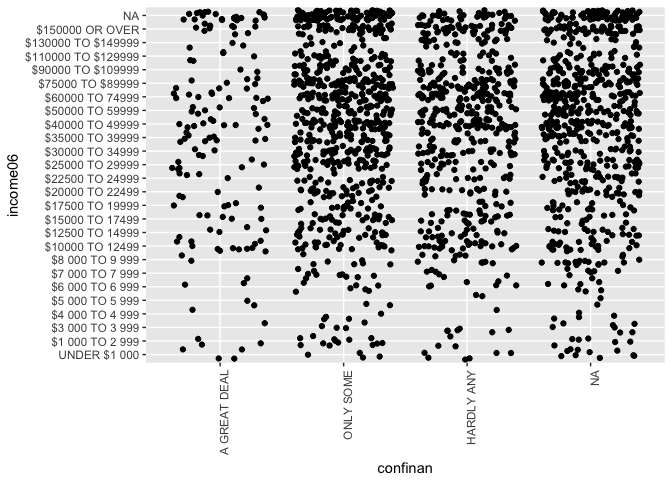 NA
$150000 OR OVER
$130000 TO $149999
$110000 TO $129999
$90000 TO $109999
$75000 TO $89999
$60000 TO 74999
$50000 TO 59999
$40000 TO 49999
$35000 TO 39999
$30000 TO 34999
$25000 TO 29999
$22500 TO 24999
$20000 TO 22499
$17500 TO 19999
$15000 TO 17499
$12500 TO 14999
$10000 TO 12499
$8 000 TO 9 999
$7 000 TO 7 999
$6 000 TO 6 999
$5 000 TO 5 999
$4 000 TO 4 999
$3 000 TO 3 999
$1 000 TO 2 999
UNDER $1 000
income06
A GREAT DEAL
ONLY SOME
HARDLY ANY
NA
confinan